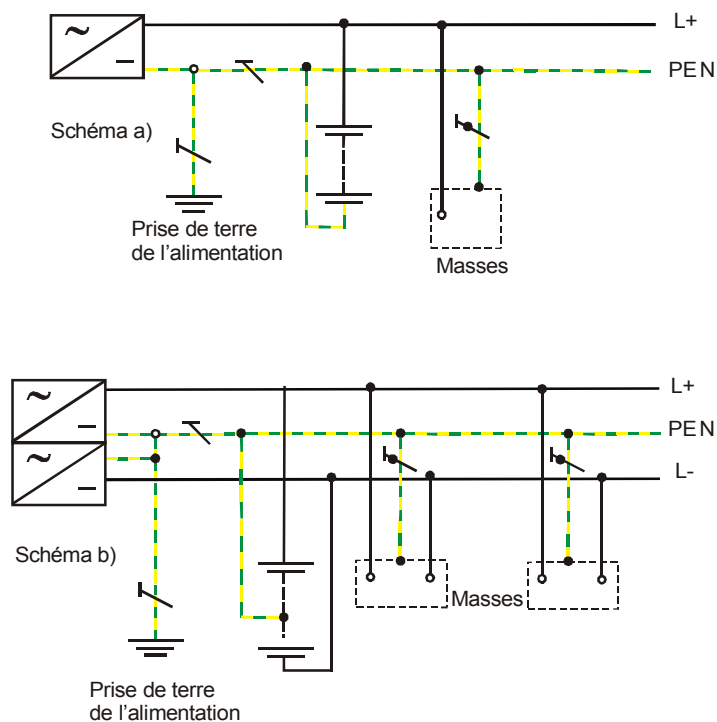 L+
PEN
Schéma a)
Prise de terre
de l'alimentation
Masses
L+
PEN
L-
Schéma b)
Masses
Prise de terre
de l'alimentation